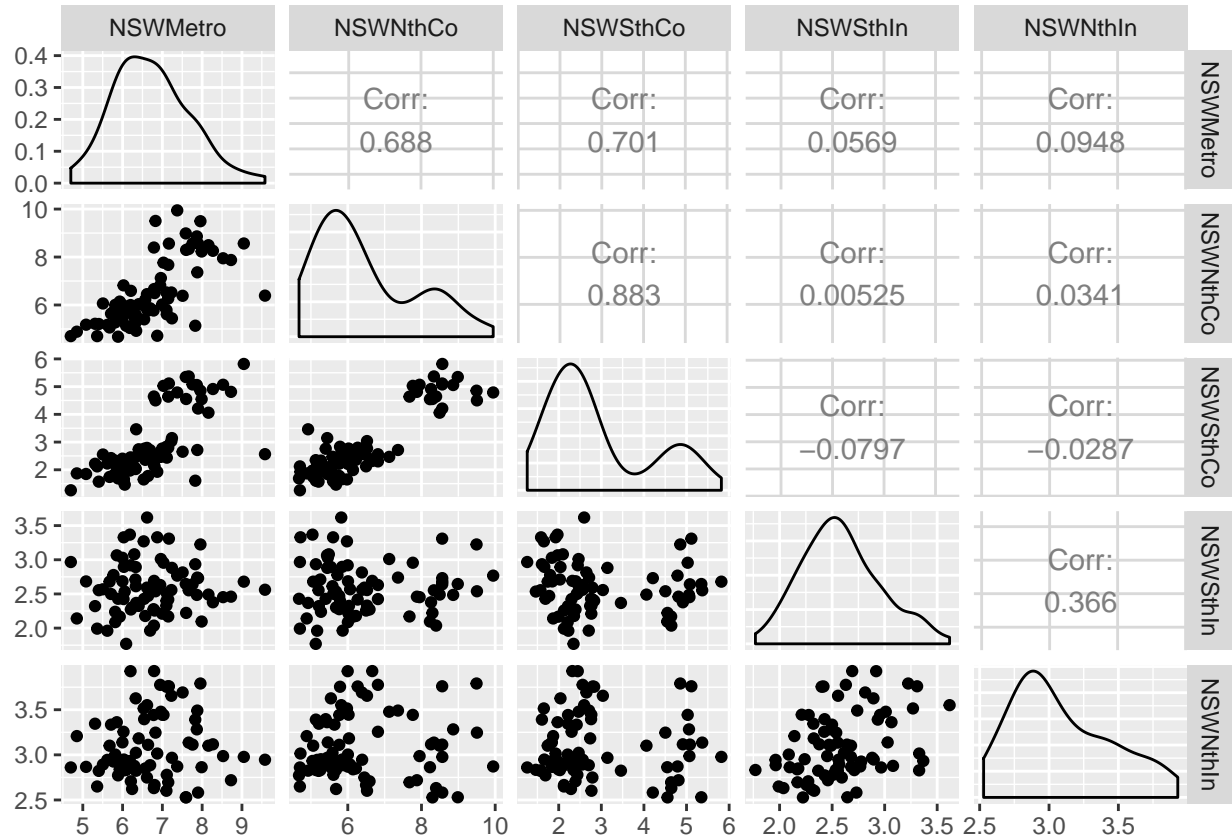 NSWMetro NSWNthCo NSWSthCo NSWSthIn NSWNthIn
0.4
0.3
0.2
0.1
0.0
Corr:
0.688
Corr:
0.701
Corr:
0.0569
Corr:
0.0948
NSWMetro
10
8
6
Corr:
0.883
Corr:
0.00525
Corr:
0.0341
NSWNthCo
6
5
4
3
2
Corr:
−0.0797
Corr:
−0.0287
NSWSthCo
3.5
3.0
2.5
2.0
Corr:
0.366
NSWSthIn
3.5
3.0
2.5
NSWNthIn
5 6 7 8 9
6 8 10
2 3 4 5 6
2.0 2.5 3.0 3.5
2.5 3.0 3.5